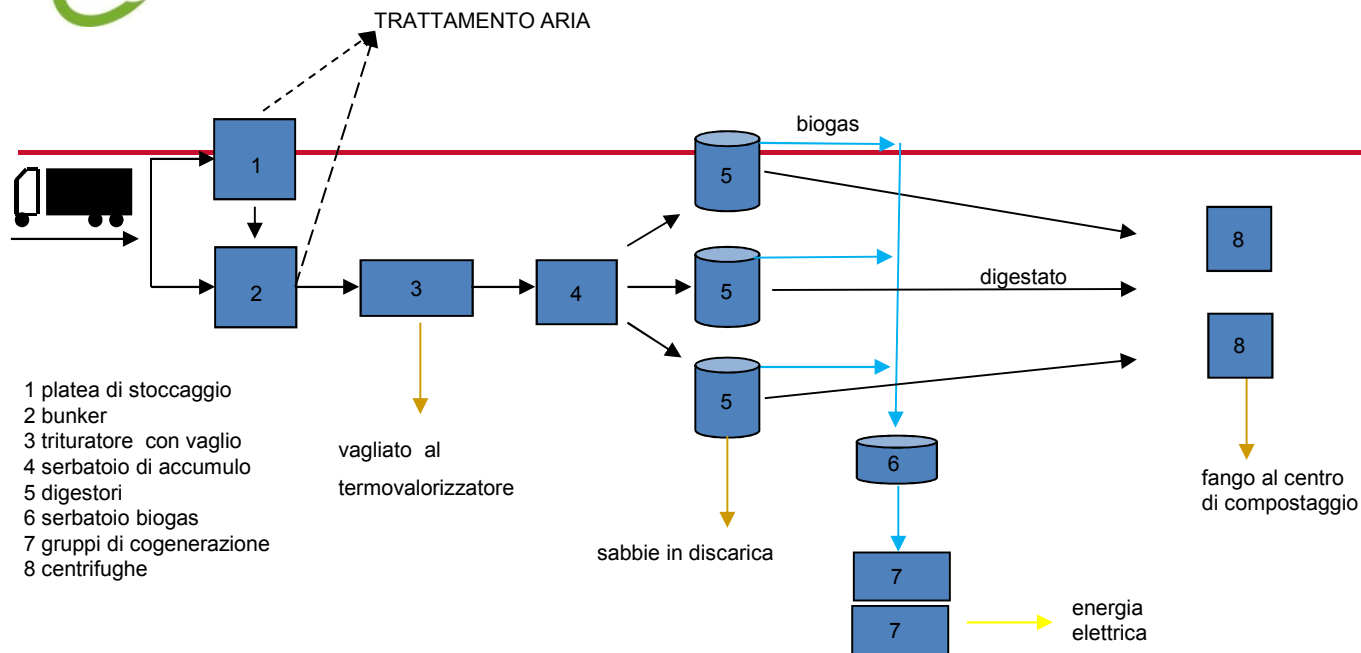 TRATTAMENTO ARIA
biogas
1
5
8
2
3
4
5
digestato
8
5
1 platea di stoccaggio
2 bunker
3 trituratore con vaglio
4 serbatoio di accumulo
5 digestori
6 serbatoio biogas
7 gruppi di cogenerazione
8 centrifughe
vagliato al
termovalorizzatore
6
fango al centro
di compostaggio
sabbie in discarica
7
7
energia
elettrica